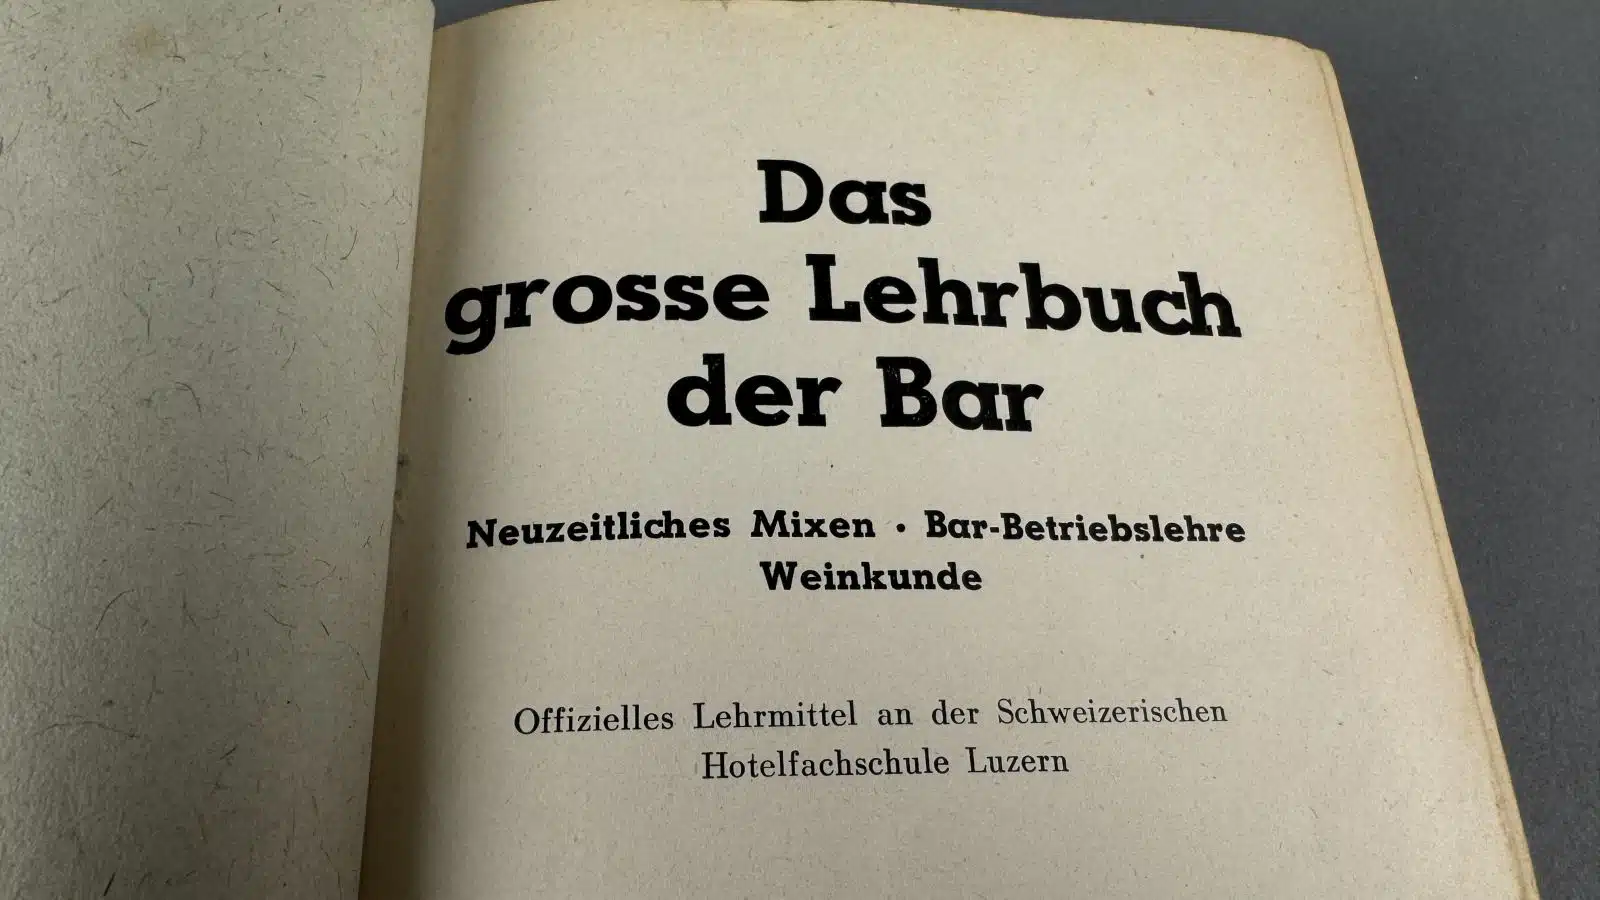 Das
grosse Lehrbuch
der Bar
Neuzeitliches Mixen · Bar-Betriebslehre
Weinkunde
Offizielles Lehrmittel an der Schweizerischen
Hotelfachschule Luzern